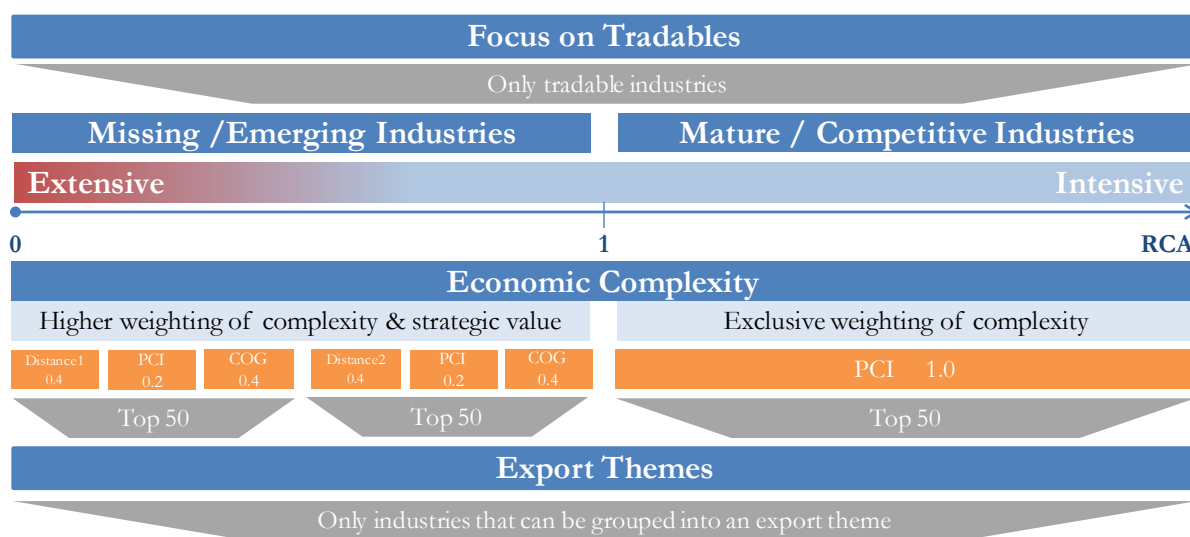 Focus on Tradables
Only tradable industries
Missing /Emerging Industries
Mature / Competitive Industries
Extensive
Intensive
0
1
RCA
Economic Complexity
Higher weighting of complexity & strategic value
Exclusive weighting of complexity
Distance1
0.4
PCI
0.2
COG
0.4
Distance2
0.4
PCI
0.2
COG
0.4
PCI 1.0
Top 50
Top 50
Top 50
Export Themes
Only industries that can be grouped into an export theme